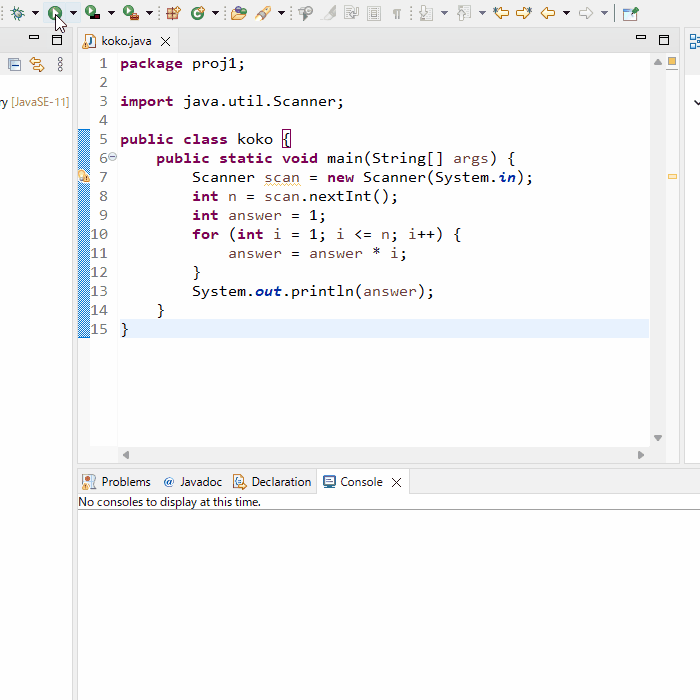 koko.java
ry [JavaSE-11]
1 package proj1;
2
3 import java.util.Scanner;
4
5 public class koko {
6 public static void main(String[] args) {
7 Scanner scan = new Scanner(System.in);
8 int n = scan.nextInt();
9 int answer = 1;
10 for (int i = 1; i <= n; i++) {
11 answer = answer * i;
12 }
13 System.out.println(answer);
14 }
15 }
Problems @ Javadoc Declaration Console
No consoles to display at this time.